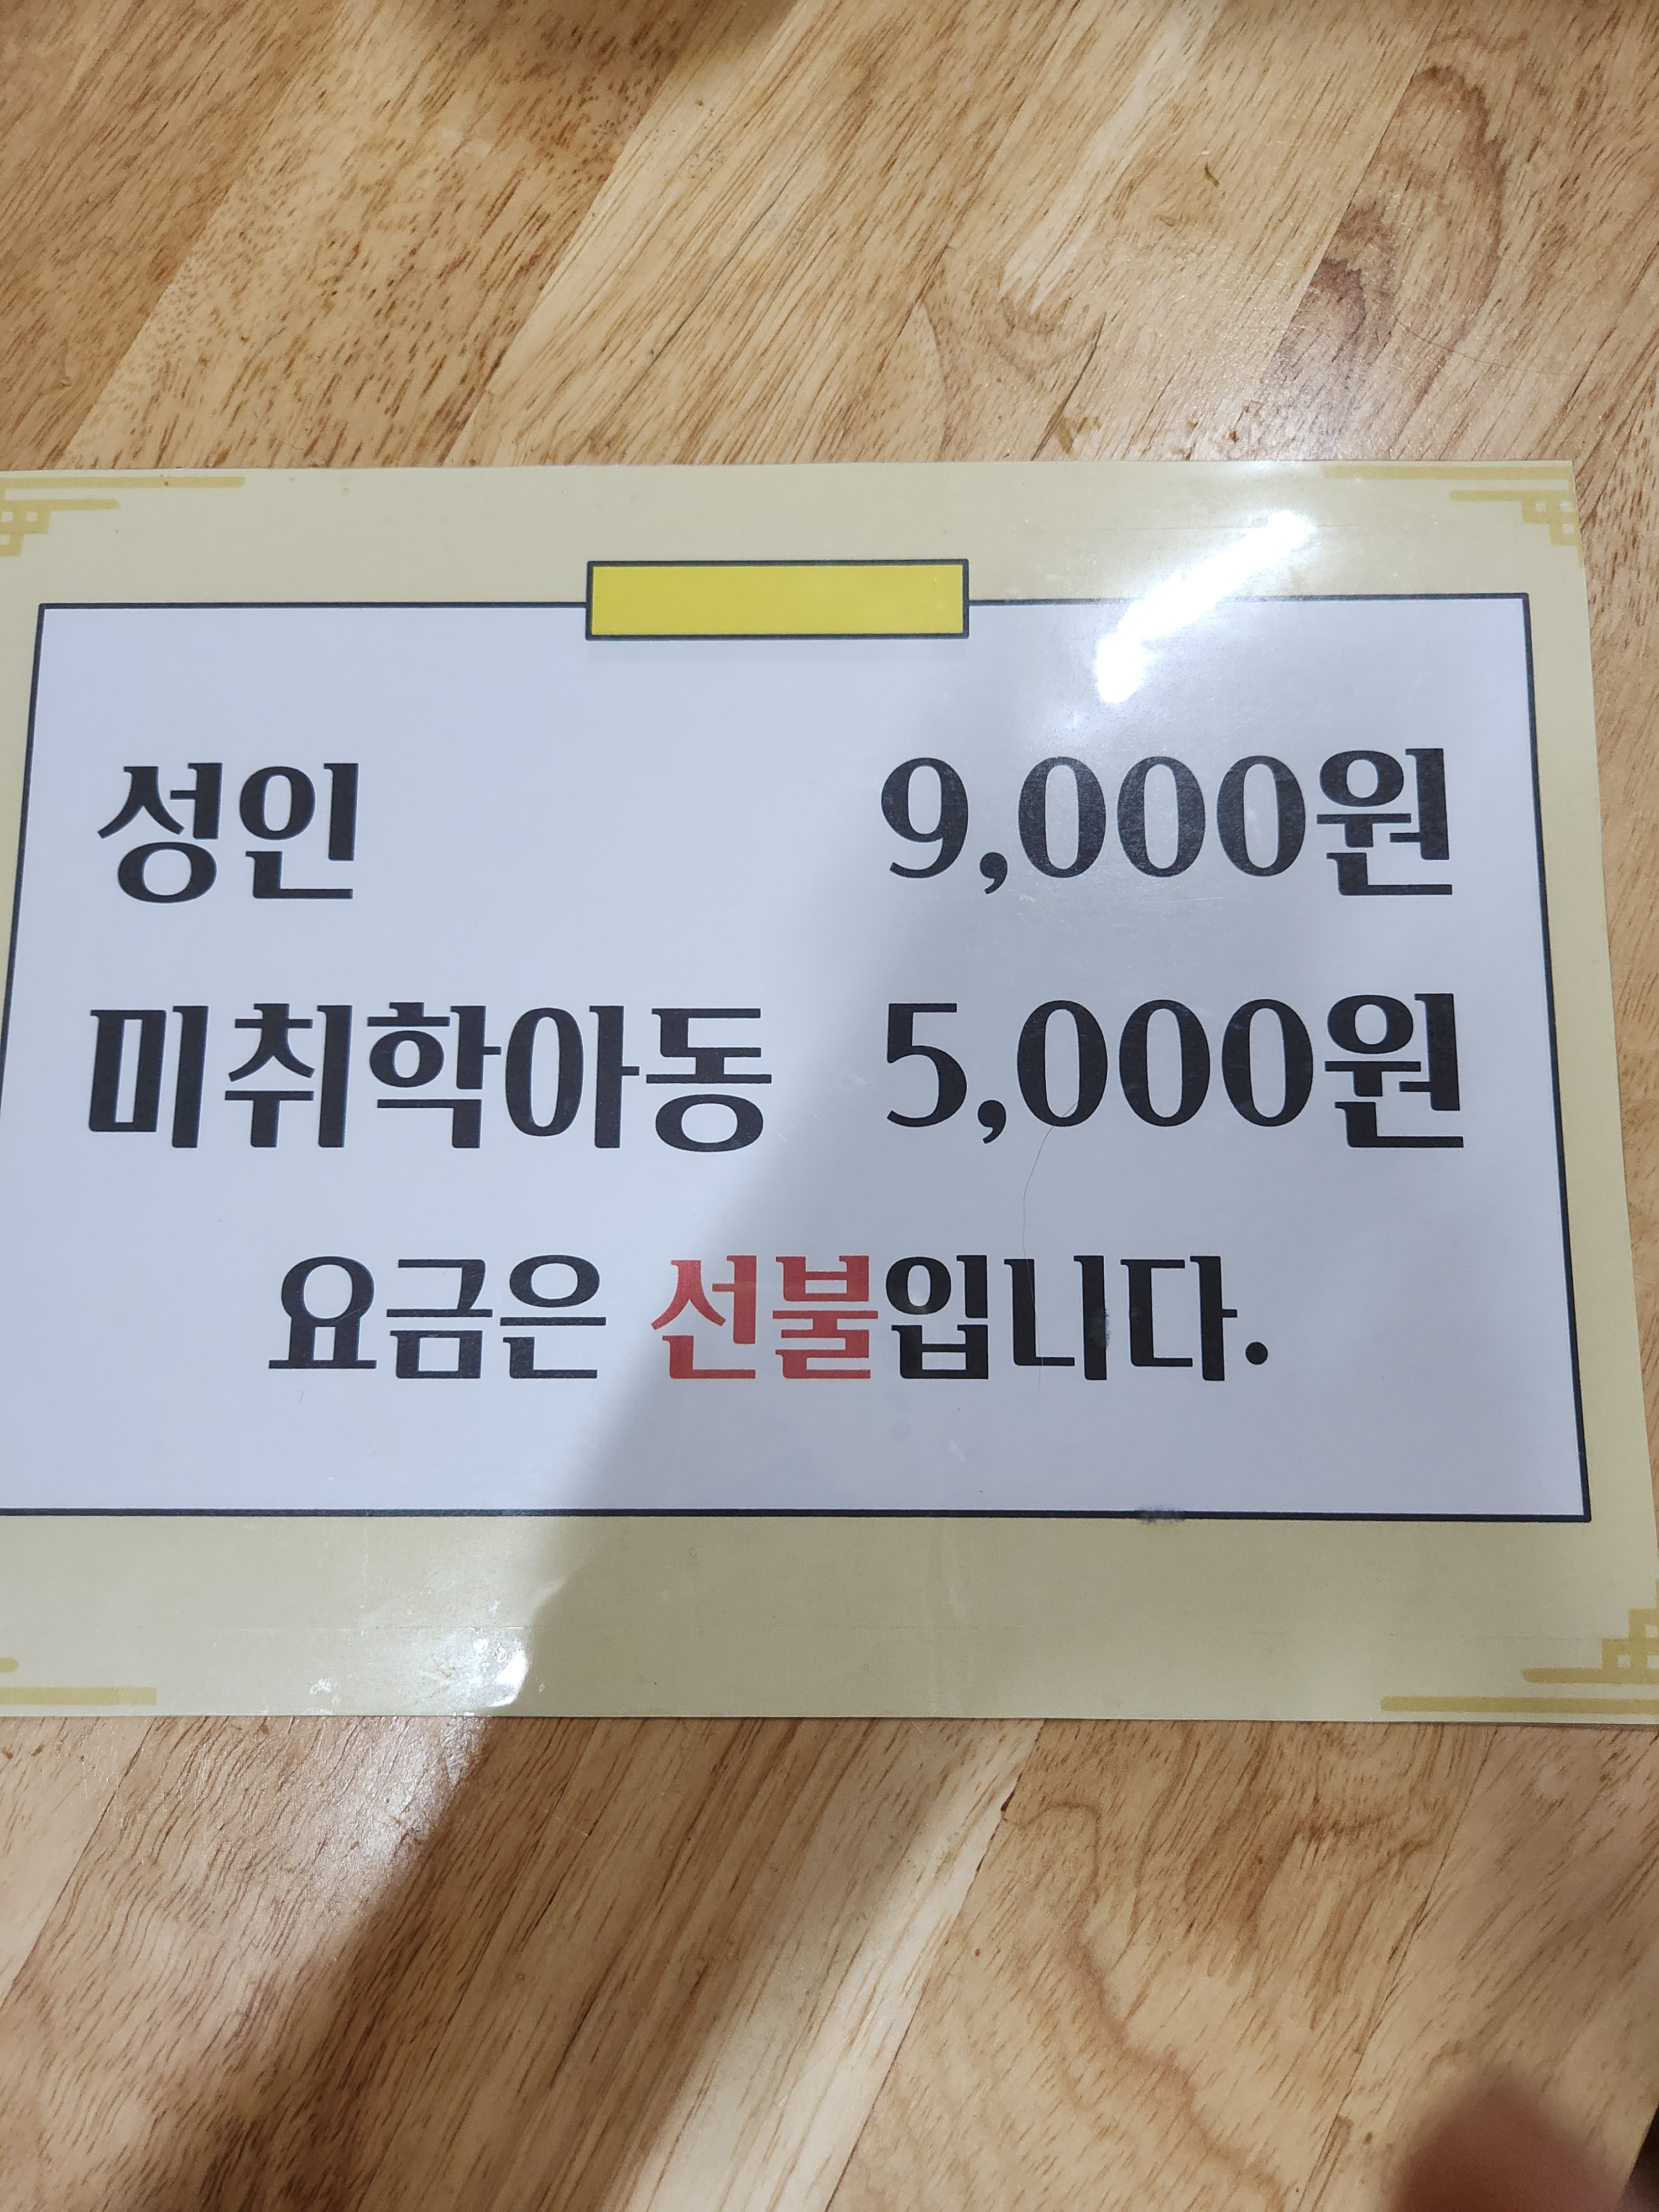 성인 9,000원
미취학아동 5,000원
요금은 선불입니다.